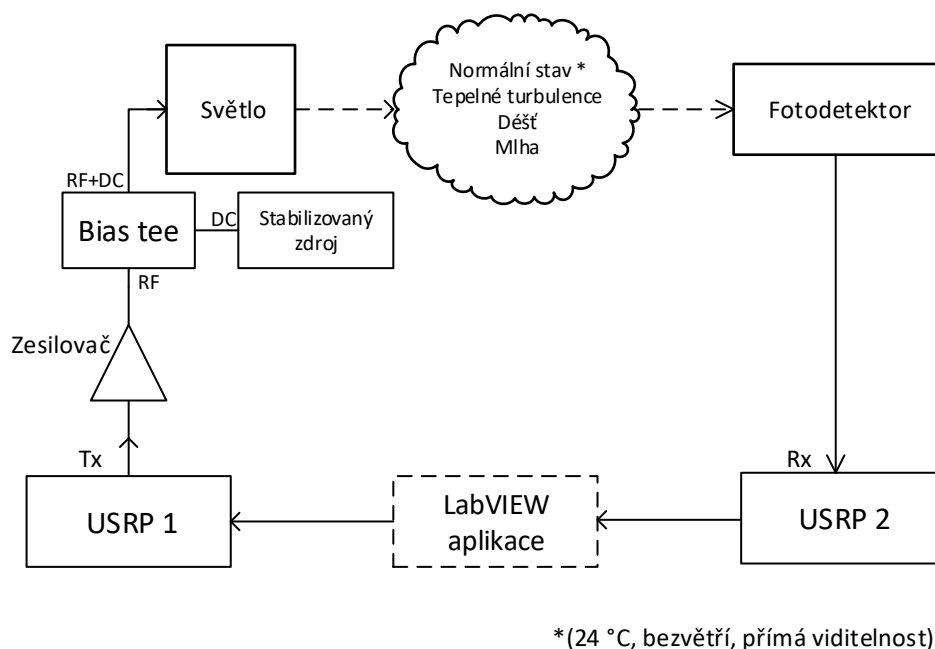 Světlo
Normální stav *
Tepelné turbulence
Déšť
Mlha
Fotodetektor
RF+DC
Bias tee
DC
Stabilizovaný
zdroj
RF
Zesilovač
Tx
Rx
USRP 1
LabVIEW
aplikace
USRP 2
*(24 °C, bezvětří, přímá viditelnost)